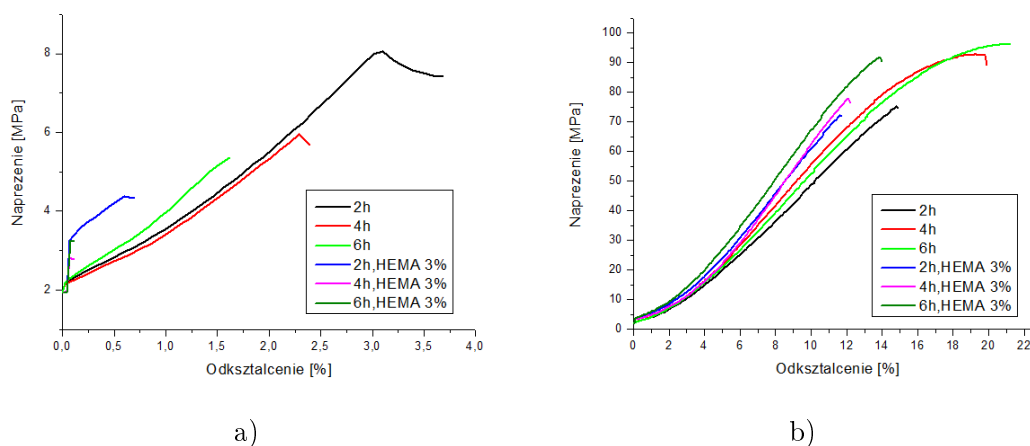 8
6
4
2
0,0 0,5 1,0 1,5 2,0 2,5 3,0 3,5 4,0
Naprezenie [MPa]
Odksztalcenie [%]
2h
4h
6h
2h,HEMA 3%
4h,HEMA 3%
6h,HEMA 3%
a)
100
90
80
70
60
50
40
30
20
10
0
0 2 4 6 8 10 12 14 16 18 20 22
Naprezenie [MPa]
Odksztalcenie [%]
2h
4h
6h
2h,HEMA 3%
4h,HEMA 3%
6h,HEMA 3%
b)